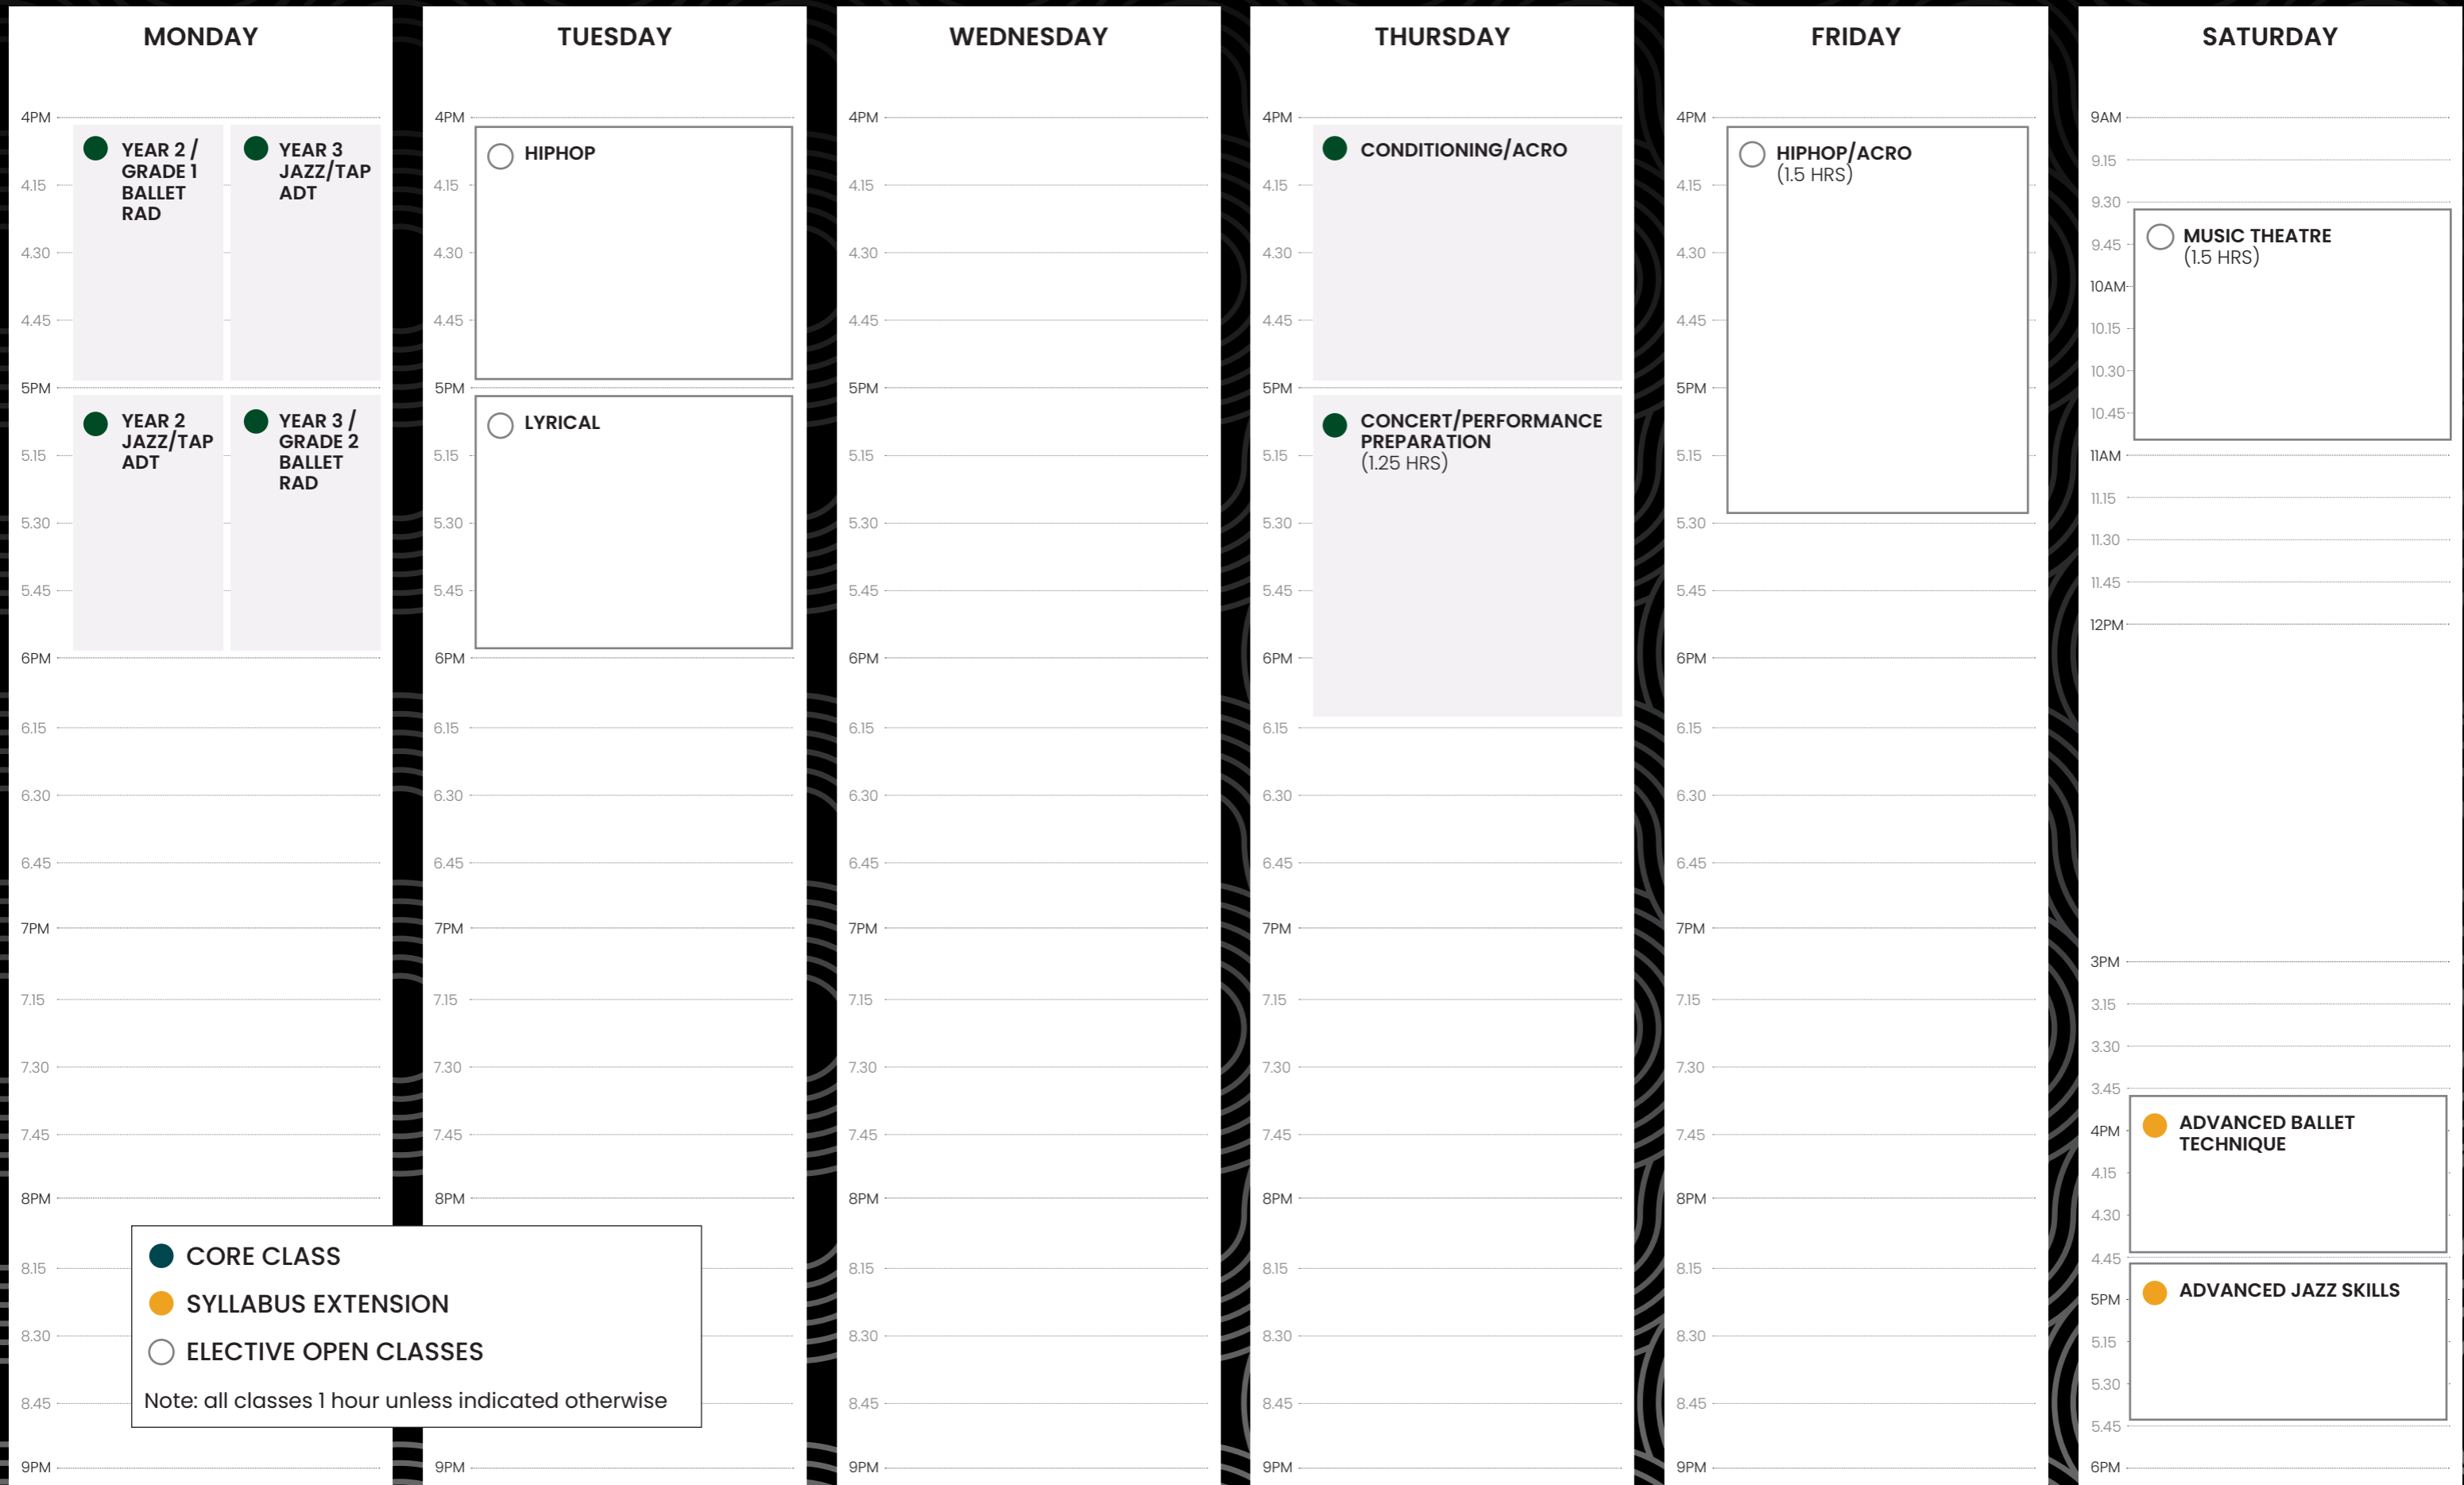 MONDAY
4PM
YEAR 2 /
GRADE 1
BALLET
RAD
YEAR 3
JAZZ/TAP
ADT
4.15
4.30
4.45
5PM
YEAR 2
JAZZ/TAP
ADT
YEAR 3 /
GRADE 2
BALLET
RAD
5.15
5.30
5.45
6PM
6.15
6.30
6.45
7PM
7.15
7.30
7.45
8PM
8.15
8.30
8.45
9PM
TUESDAY
4PM
HIPHOP
4.15
4.30
4.45
5PM
LYRICAL
5.15
5.30
5.45
6PM
6.15
6.30
6.45
7PM
7.15
7.30
7.45
8PM
9PM
CORE CLASS
SYLLABUS EXTENSION
ELECTIVE OPEN CLASSES
Note: all classes 1 hour unless indicated otherwise
WEDNESDAY
4PM
4.15
4.30
4.45
5PM
5.15
5.30
5.45
6PM
6.15
6.30
6.45
7PM
7.15
7.30
7.45
8PM
8.15
8.30
8.45
9PM
THURSDAY
4PM
CONDITIONING/ACRO
4.15
4.30
4.45
5PM
CONCERT/PERFORMANCE
PREPARATION
(1.25 HRS)
5.15
5.30
5.45
6PM
6.15
6.30
6.45
7PM
7.15
7.30
7.45
8PM
8.15
8.30
8.45
9PM
FRIDAY
4PM
HIPHOP/ACRO
(1.5 HRS)
4.15
4.30
4.45
5PM
5.15
5.30
5.45
6PM
6.15
6.30
6.45
7PM
7.15
7.30
7.45
8PM
8.15
8.30
8.45
9PM
SATURDAY
9AM
9.15
9.30
MUSIC THEATRE
(1.5 HRS)
9.45
10AM
10.15
10.30
10.45
11AM
11.15
11.30
11.45
12PM
3PM
3.15
3.30
3.45
ADVANCED BALLET
TECHNIQUE
4PM
4.15
4.30
4.45
ADVANCED JAZZ SKILLS
5PM
5.15
5.30
5.45
6PM